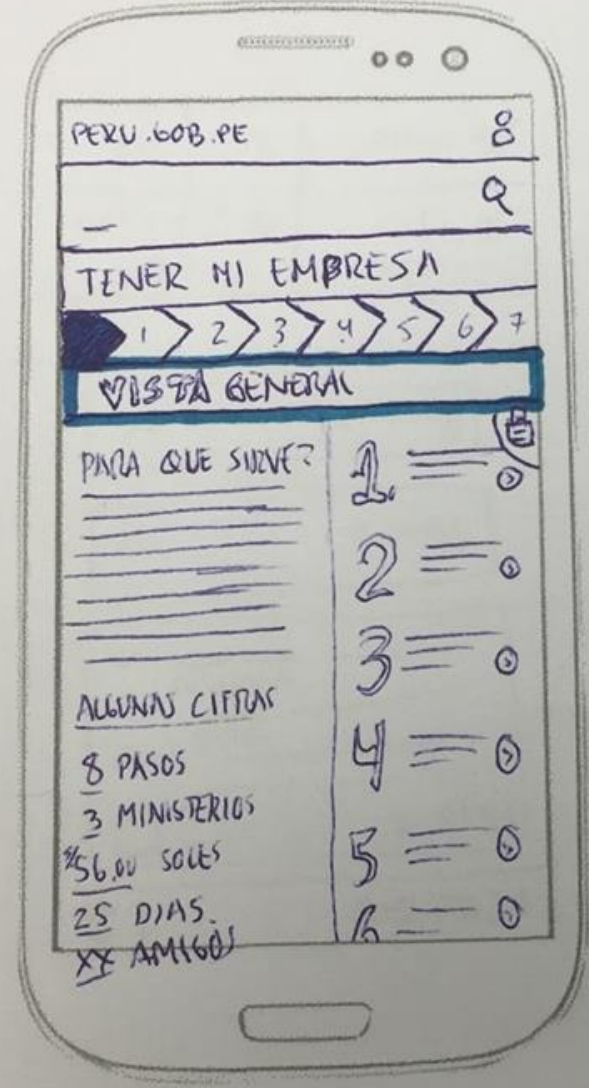 PERU.GOB.PE
TENER MI EMPRESA
1 2 3 4 5 6 7
VISTA GENERAL
PARA QUE SIRVE?
ALGUNAS CIFRAS
8 PASOS
3 MINISTERIOS
S/56.00 SOLES
25 DIAS.
XX AMIGOS
1.
2
3
4
5
6